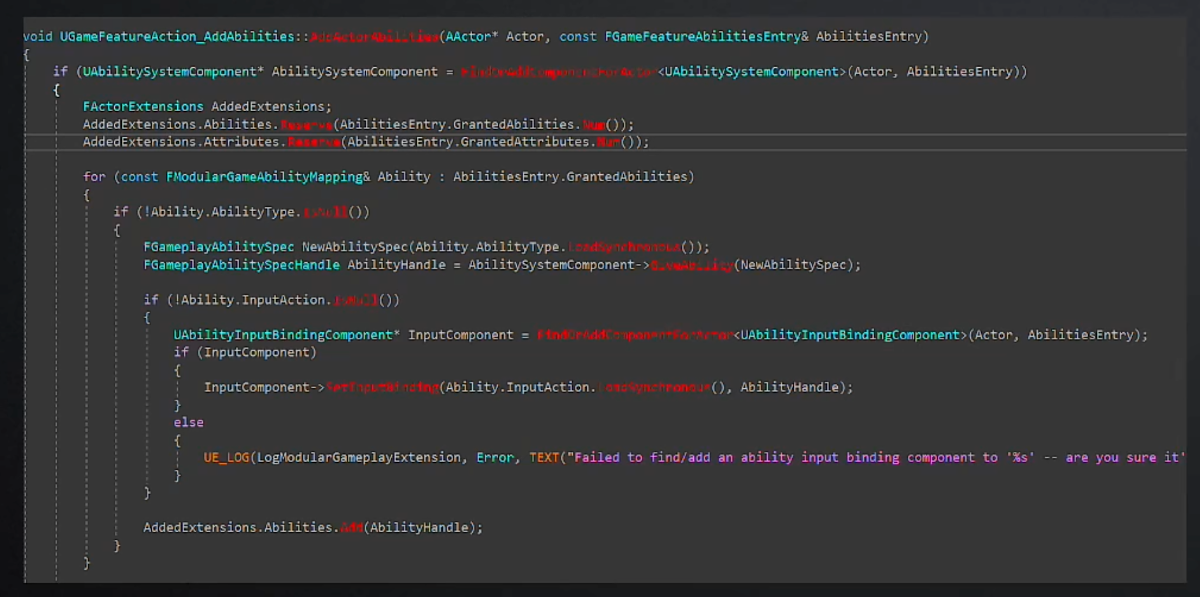 void UGameFeatureAction_AddAbilities::AddActorAbilities(AActor* Actor, const FGameFeatureAbilitiesEntry& AbilitiesEntry)
{
if (UAbilitySystemComponent* AbilitySystemComponent = FindOrAddComponentForActor<UAbilitySystemComponent>(Actor, AbilitiesEntry))
{
FActorExtensions AddedExtensions;
AddedExtensions.Abilities.Reserve(AbilitiesEntry.GrantedAbilities.Num());
AddedExtensions.Attributes.Reserve(AbilitiesEntry.GrantedAttributes.Num());
for (const FModularGameAbilityMapping& Ability : AbilitiesEntry.GrantedAbilities)
{
if (!Ability.AbilityType.IsNull())
{
FGameplayAbilitySpec NewAbilitySpec(Ability.AbilityType.LoadSynchronous());
FGameplayAbilitySpecHandle AbilityHandle = AbilitySystemComponent->GiveAbility(NewAbilitySpec);
if (!Ability.InputAction.IsNull())
{
UAbilityInputBindingComponent* InputComponent = FindOrAddComponentForActor<UAbilityInputBindingComponent>(Actor, AbilitiesEntry);
if (InputComponent)
{
InputComponent->SetInputBinding(Ability.InputAction.LoadSynchronous(), AbilityHandle);
}
else
{
UE_LOG(LogModularGameplayExtension, Error, TEXT("Failed to find/add an ability input binding component to '%s' -- are you sure it'
}
}
AddedExtensions.Abilities.Add(AbilityHandle);
}
}